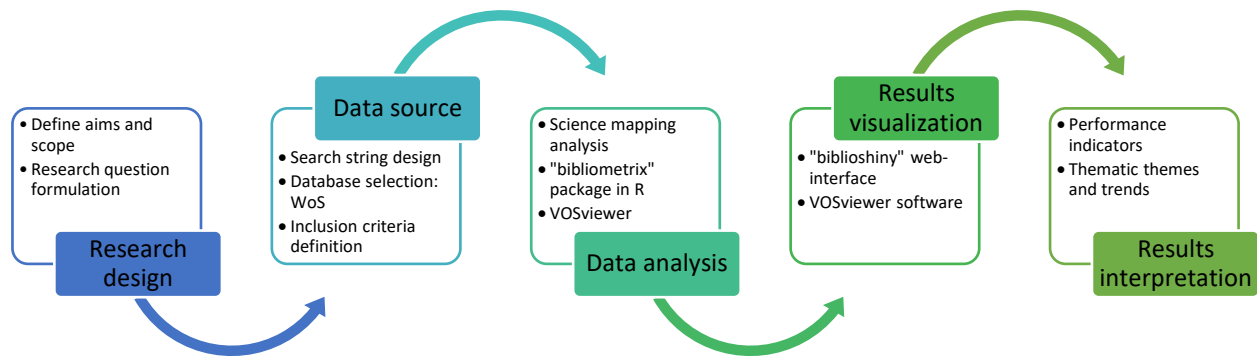 • Define aims and
scope
• Research question
formulation
Research
design
Data source
• Search string design
• Database selection:
WoS
• Inclusion criteria
definition
• Science mapping
analysis
• "bibliometrix"
package in R
• VOSviewer
Data analysis
Results
visualization
• "biblioshiny" web-
interface
• VOSviewer software
• Performance
indicators
• Thematic themes
and trends
Results
interpretation